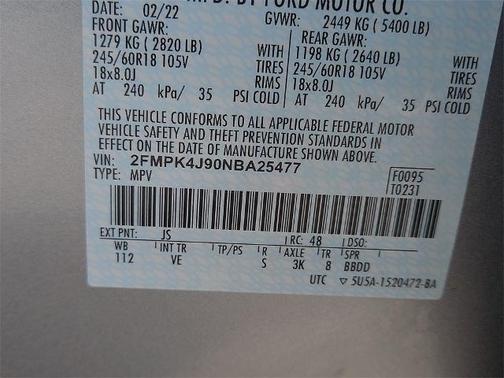 MFD. BY FORD MOTOR CO.
DATE: 02/22 GVWR: 2449 KG ( 5400 LB)
FRONT GAWR: REAR GAWR:
1279 KG ( 2820 LB) WITH 1198 KG ( 2640 LB) WITH
245/60R18 105V TIRES 245/60R18 105V TIRES
18x8.0J RIMS 18x8.0J RIMS
AT 240 kPa/ 35 PSI COLD AT 240 kPa/ 35 PSI COLD
THIS VEHICLE CONFORMS TO ALL APPLICABLE FEDERAL MOTOR
VEHICLE SAFETY AND THEFT PREVENTION STANDARDS IN
EFFECT ON THE DATE OF MANUFACTURE SHOWN ABOVE.
VIN: 2FMPK4J90NBA25477
TYPE: MPV
F0095
T0231
EXT PNT: JS RC: 48 DSO:
WB INT TR TP/PS R AXLE TR SPR
112 VE S 3K 8 BBDD
UTC ▽ 5U5A-1520472-BA